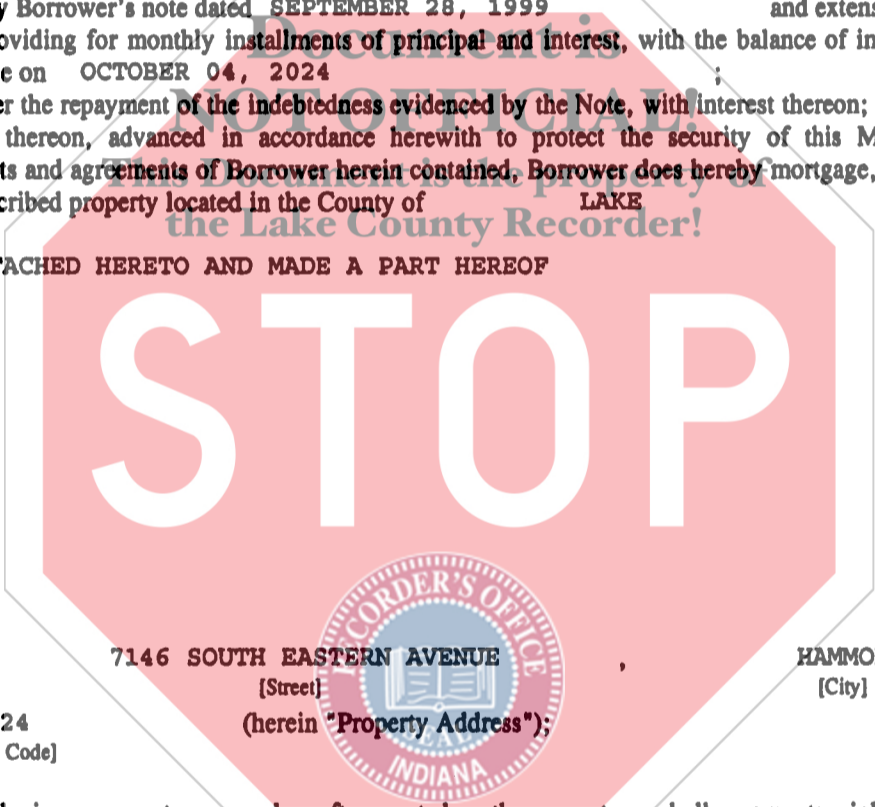 y Borrower's note dated SEPTEMBER 28, 1999 and extens
oviding for monthly installments of principal and interest, with the balance of in
e on OCTOBER 04, 2024 ;
er the repayment of the indebtedness evidenced by the Note, with interest thereon;
thereon, advanced in accordance herewith to protect the security of this M
ts and agreements of Borrower herein contained, Borrower does hereby mortgage,
cribed property located in the County of LAKE
TACHED HERETO AND MADE A PART HEREOF
Document is
NOT OFFICIAL!
This Document is the property of
the Lake County Recorder!
STOP
RECORDER'S OFFICE
SEAL
INDIANA
7146 SOUTH EASTERN AVENUE , HAMMO
[Street] [City]
24 (herein "Property Address");
Code]